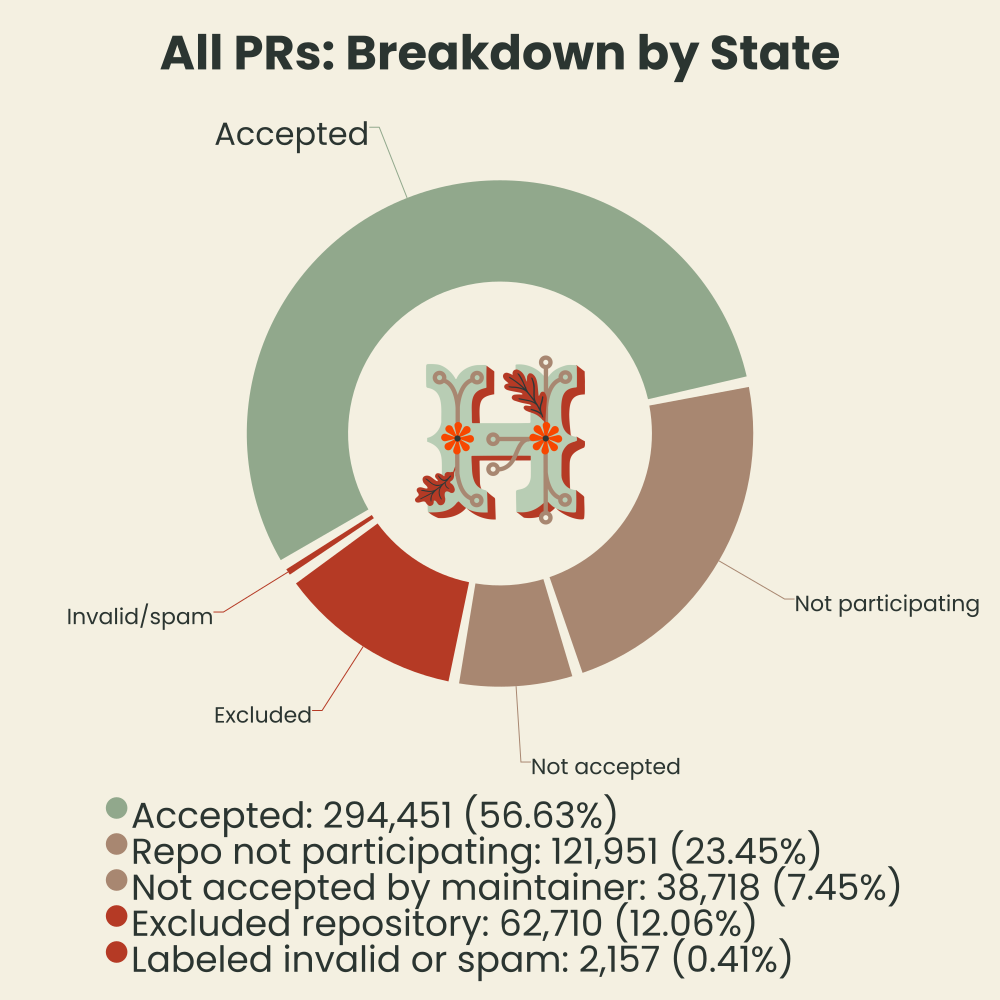 All PRs: Breakdown by State
Accepted
Not participating
Invalid/spam
Excluded
Not accepted
Accepted: 294,451 (56.63%)
Repo not participating: 121,951 (23.45%)
Not accepted by maintainer: 38,718 (7.45%)
Excluded repository: 62,710 (12.06%)
Labeled invalid or spam: 2,157 (0.41%)
H